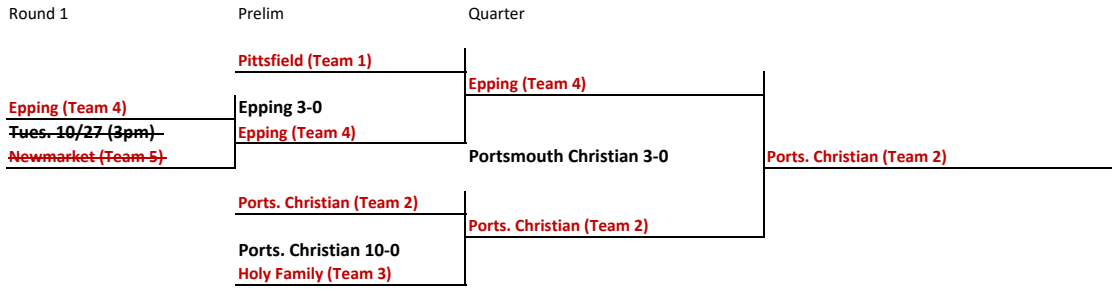 Round 1 Prelim Quarter
Pittsfield (Team 1)
Epping (Team 4)
Epping (Team 4) Epping 3-0
Tues. 10/27 (3pm) Epping (Team 4)
Newmarket (Team 5) Portsmouth Christian 3-0 Ports. Christian (Team 2)
Ports. Christian (Team 2)
Ports. Christian (Team 2)
Ports. Christian 10-0
Holy Family (Team 3)